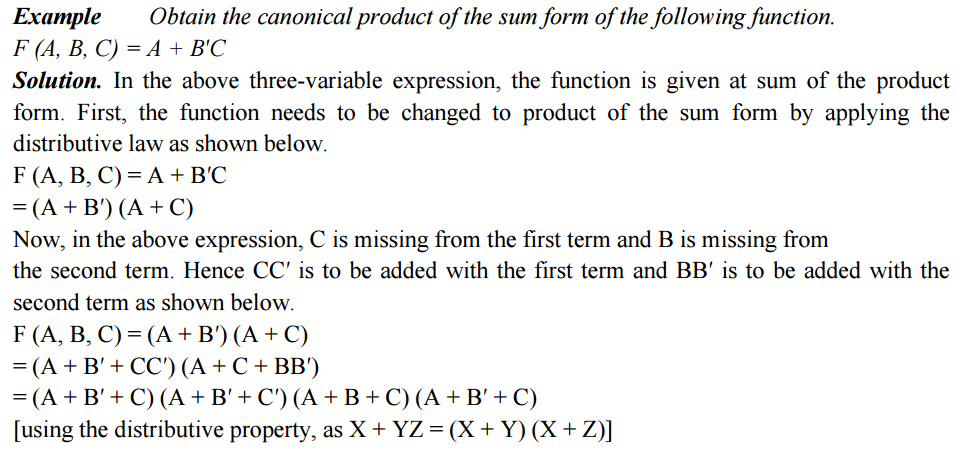 Example Obtain the canonical product of the sum form of the following function.
F (A, B, C) = A + B′C
Solution. In the above three-variable expression, the function is given at sum of the product
form. First, the function needs to be changed to product of the sum form by applying the
distributive law as shown below.
F (A, B, C) = A + B′C
= (A + B′) (A + C)
Now, in the above expression, C is missing from the first term and B is missing from
the second term. Hence CC′ is to be added with the first term and BB′ is to be added with the
second term as shown below.
F (A, B, C) = (A + B′) (A + C)
= (A + B′ + CC′) (A + C + BB′)
= (A + B′ + C) (A + B′ + C′) (A + B + C) (A + B′ + C)
[using the distributive property, as X + YZ = (X + Y) (X + Z)]